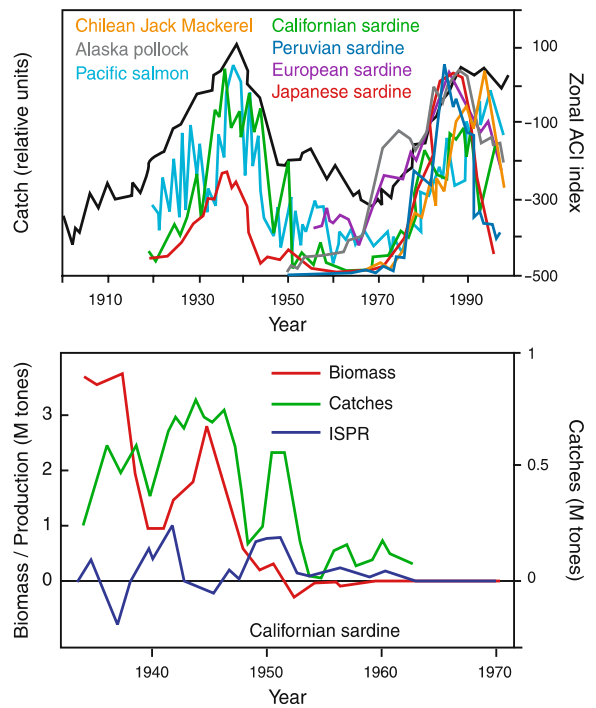 Chilean Jack Mackerel
Alaska pollock
Pacific salmon
Californian sardine
Peruvian sardine
European sardine
Japanese sardine
Catch (relative units)
Zonal ACI index
100
-100
-300
-500
1910
1930
1950
1970
1990
Year
Biomass / Production (M tones)
3
2
1
0
Biomass
Catches
ISPR
1
0.5
0
Catches (M tones)
Californian sardine
1940
1950
1960
1970
Year